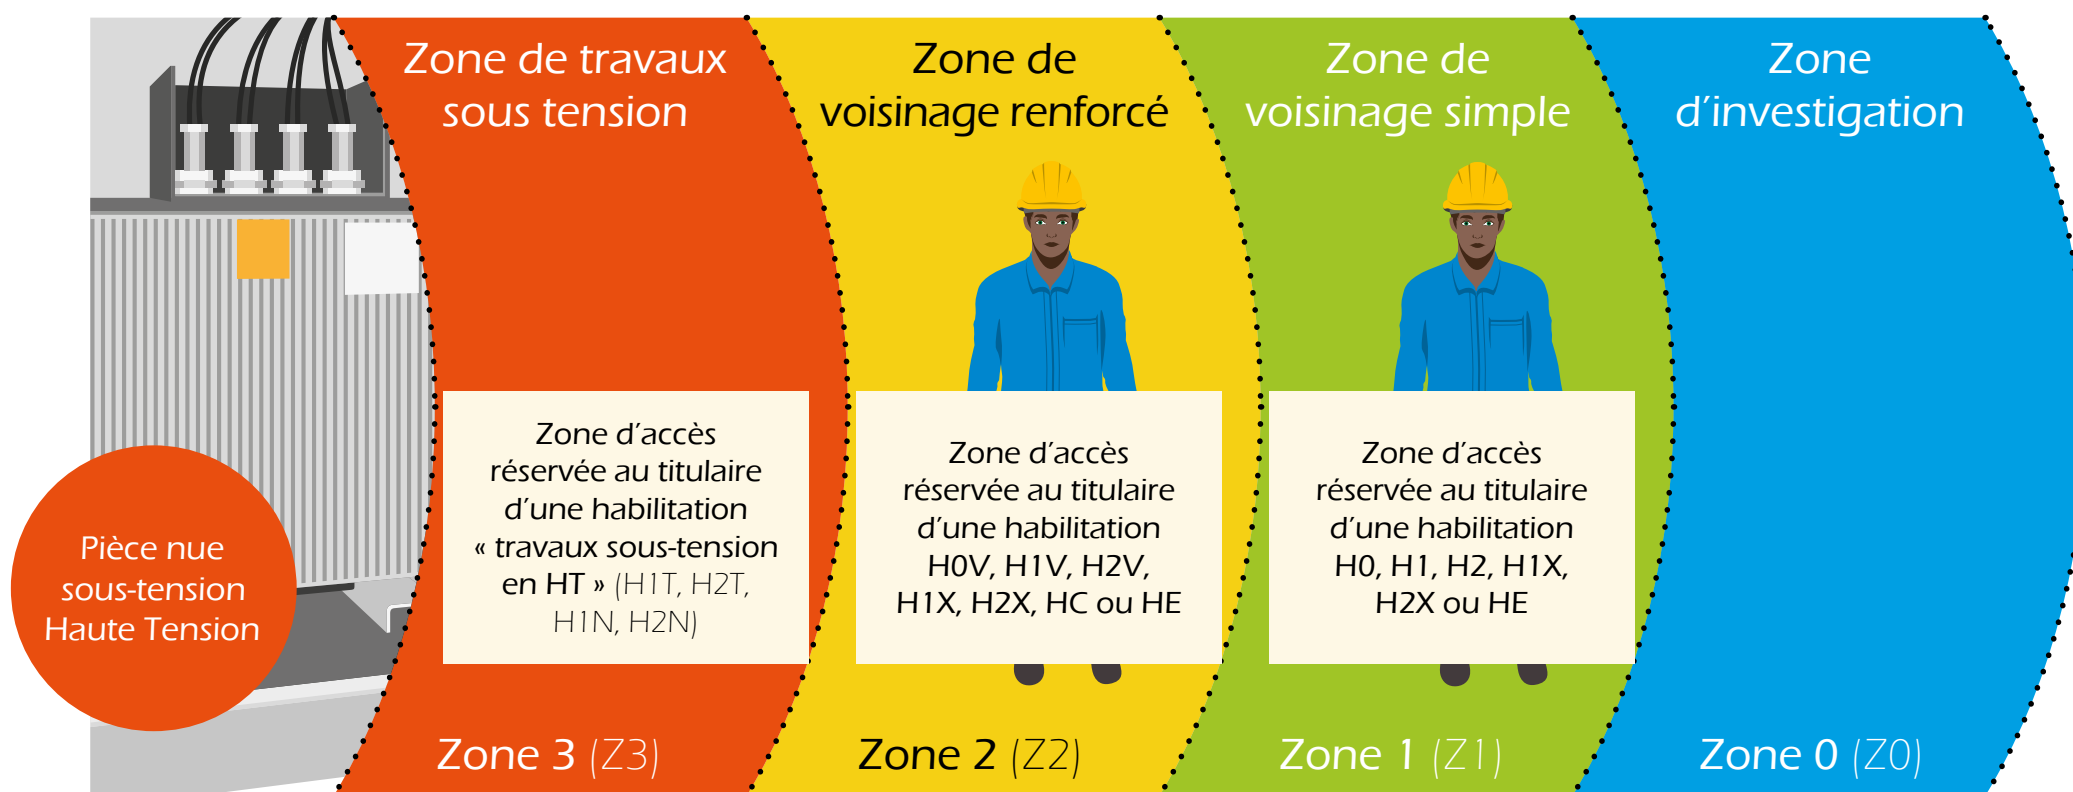 Zone de travaux
sous tension
Zone de
voisinage renforcé
Zone de
voisinage simple
Zone
d'investigation
Pièce nue
sous-tension
Haute Tension
Zone d'accès
réservée au titulaire
d'une habilitation
« travaux sous-tension
en HT » (H1T, H2T,
H1N, H2N)
Zone d'accès
réservée au titulaire
d'une habilitation
H0V, H1V, H2V,
H1X, H2X, HC ou HE
Zone d'accès
réservée au titulaire
d'une habilitation
H0, H1, H2, H1X,
H2X ou HE
Zone 3 (Z3)
Zone 2 (Z2)
Zone 1 (Z1)
Zone 0 (Z0)